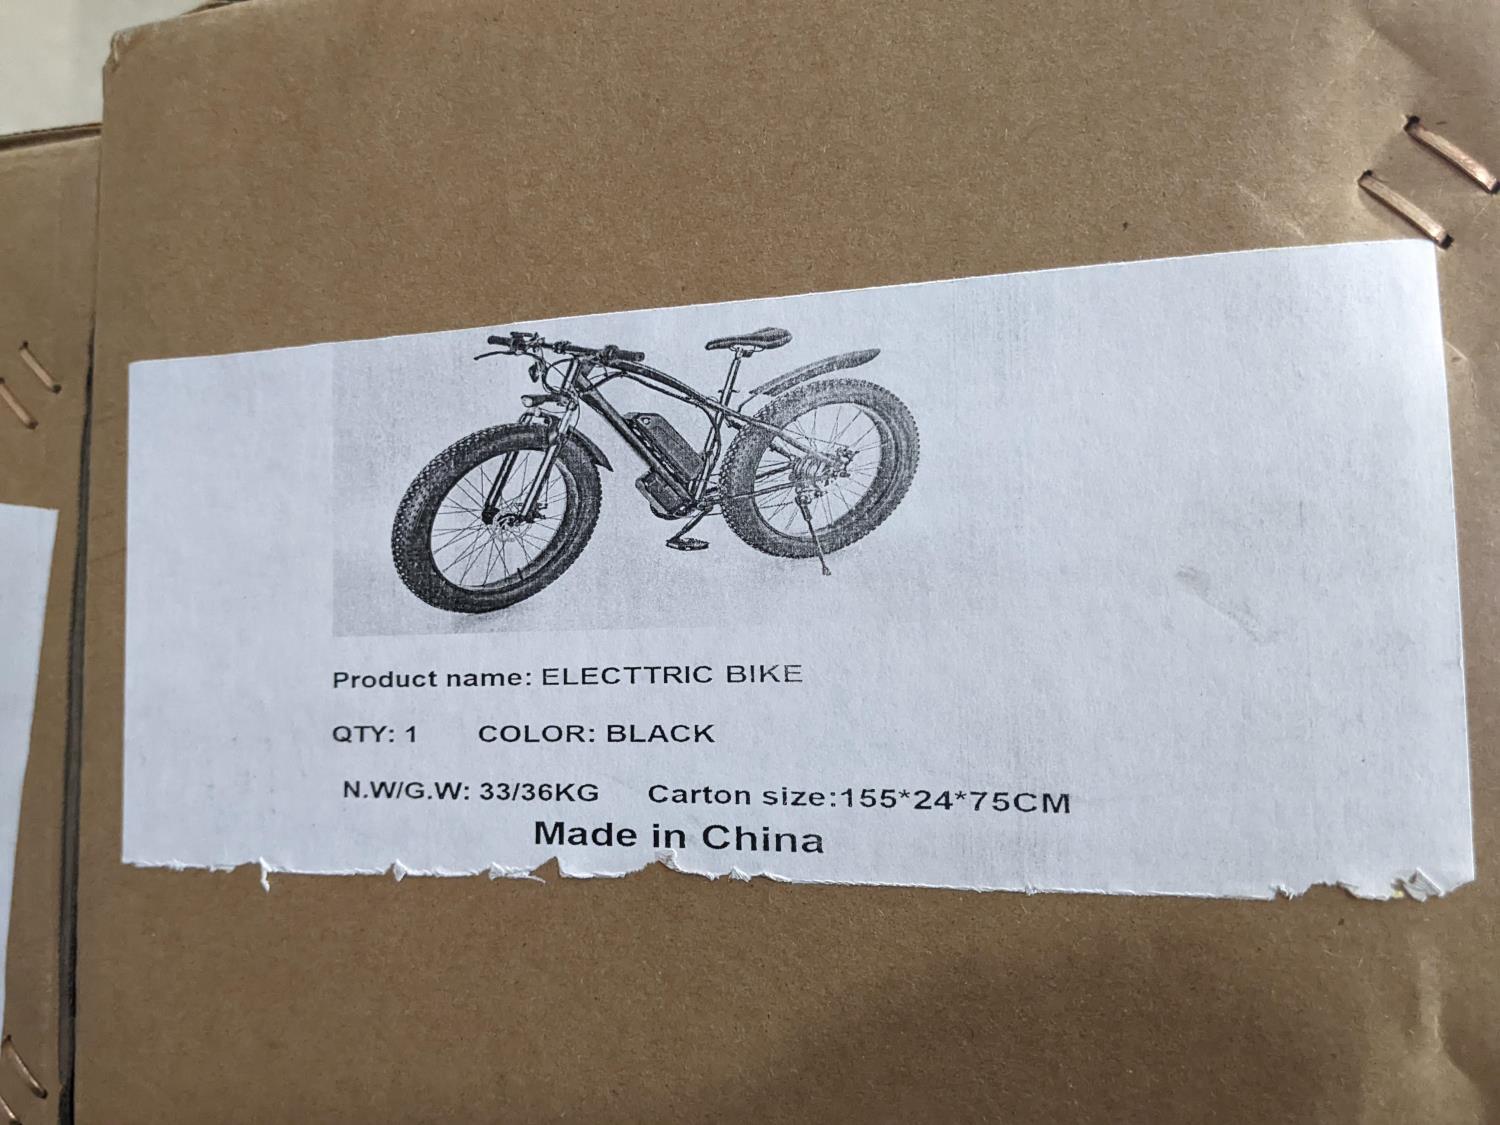 Product name: ELECTTRIC BIKE
QTY: 1 COLOR: BLACK
N.W/G.W: 33/36KG Carton size:155*24*75CM
Made in China